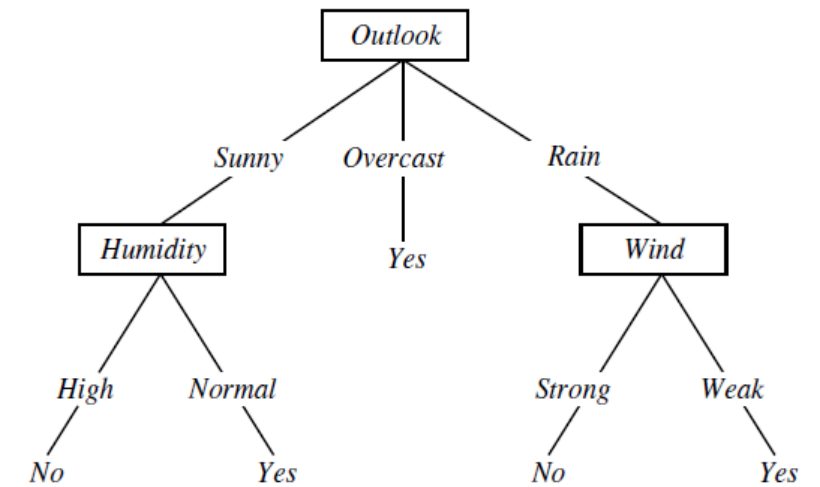 Outlook
Sunny Overcast Rain
Humidity Yes Wind
High Normal Strong Weak
No Yes No Yes